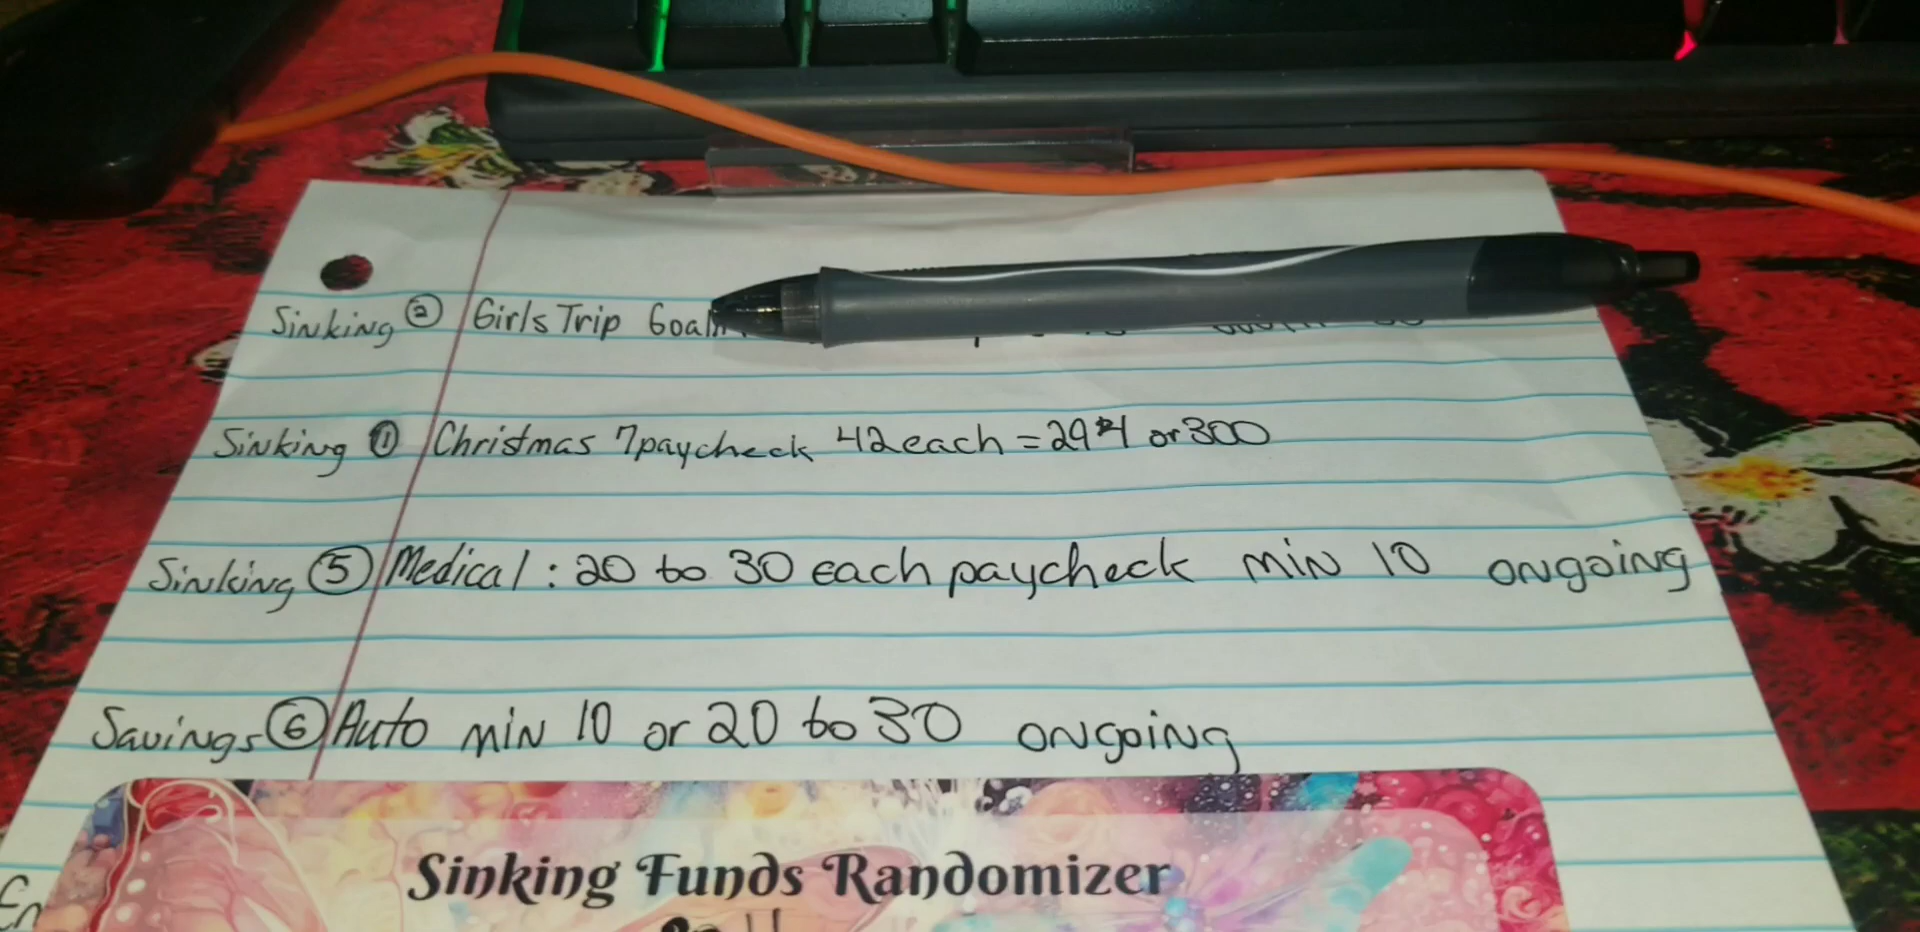 Sinking ② Girls Trip Goal
Sinking ① Christmas 7paycheck 42each = 294 or 300
Sinking ⑤ Medical : 20 to 30 each paycheck min 10 ongoing
Savings ⑥ Auto min 10 or 20 to 30 ongoing
Sinking Funds Randomizer